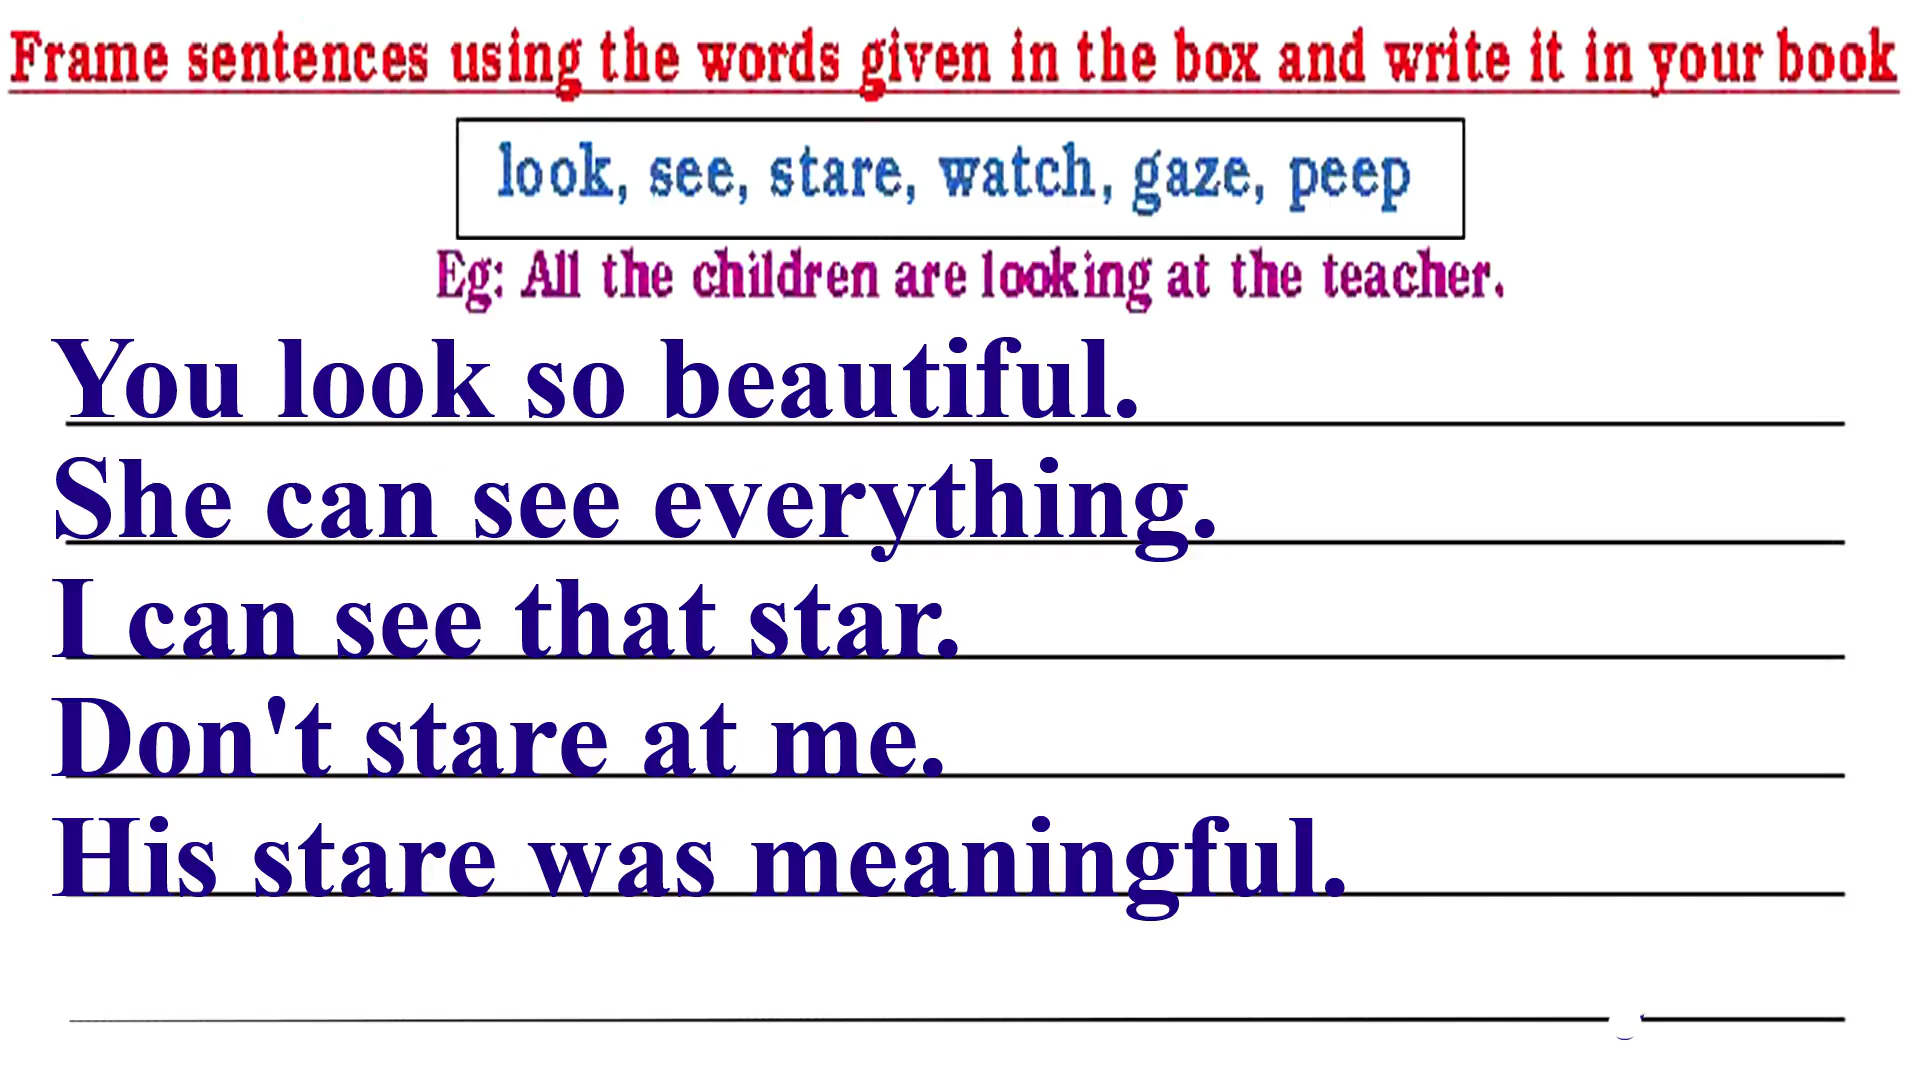 Frame sentences using the words given in the box and write it in your book
look, see, stare, watch, gaze, peep
Eg: All the children are looking at the teacher.
You look so beautiful.
She can see everything.
I can see that star.
Don't stare at me.
His stare was meaningful.